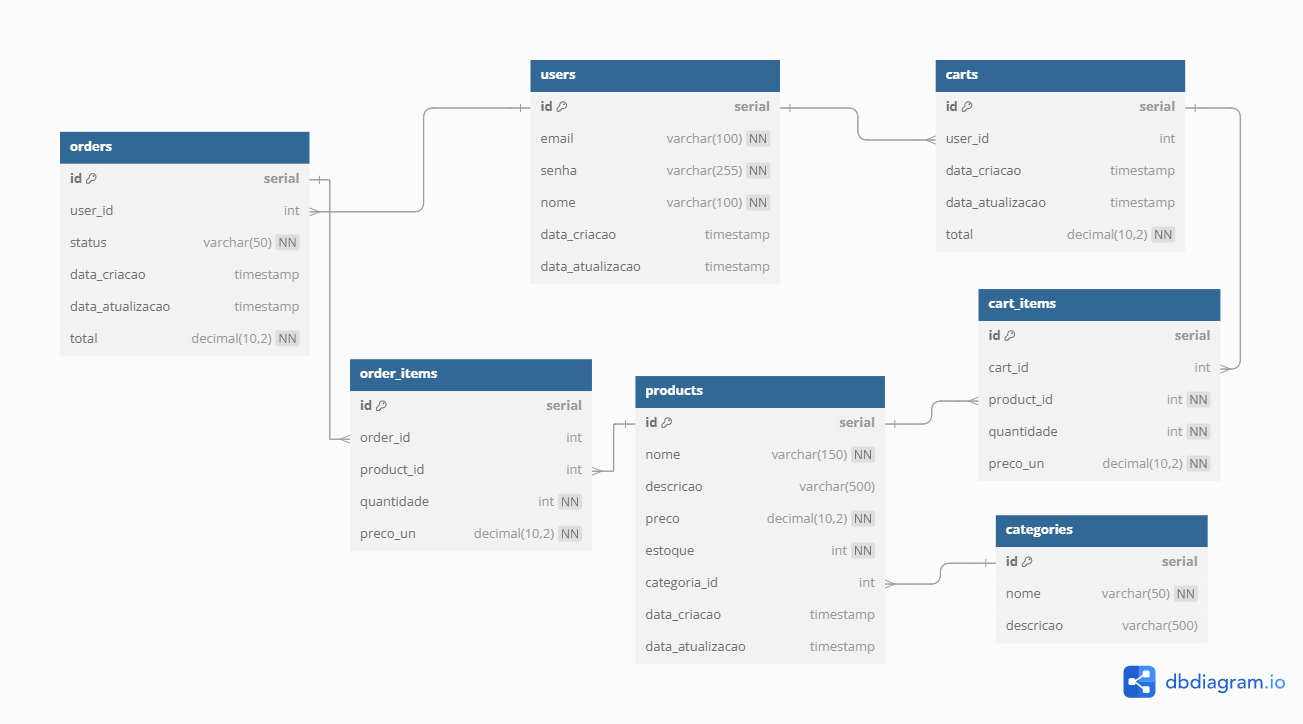 users
id serial
email varchar(100) NN
senha varchar(255) NN
nome varchar(100) NN
data_criacao timestamp
data_atualizacao timestamp
carts
id serial
user_id int
data_criacao timestamp
data_atualizacao timestamp
total decimal(10,2) NN
orders
id serial
user_id int
status varchar(50) NN
data_criacao timestamp
data_atualizacao timestamp
total decimal(10,2) NN
cart_items
id serial
cart_id int
product_id int NN
quantidade int NN
preco_un decimal(10,2) NN
order_items
id serial
order_id int
product_id int
quantidade int NN
preco_un decimal(10,2) NN
products
id serial
nome varchar(150) NN
descricao varchar(500)
preco decimal(10,2) NN
estoque int NN
categoria_id int
data_criacao timestamp
data_atualizacao timestamp
categories
id serial
nome varchar(50) NN
descricao varchar(500)
dbdiagram.io